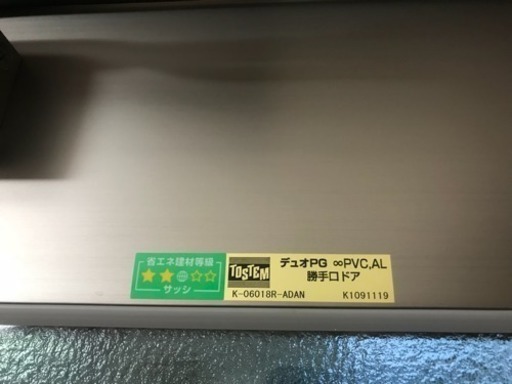 省エネ建材等級
サッシ
TOSTEM
デュオPG ∞PVC,AL
勝手口ドア
K-06018R-ADAN K1091119